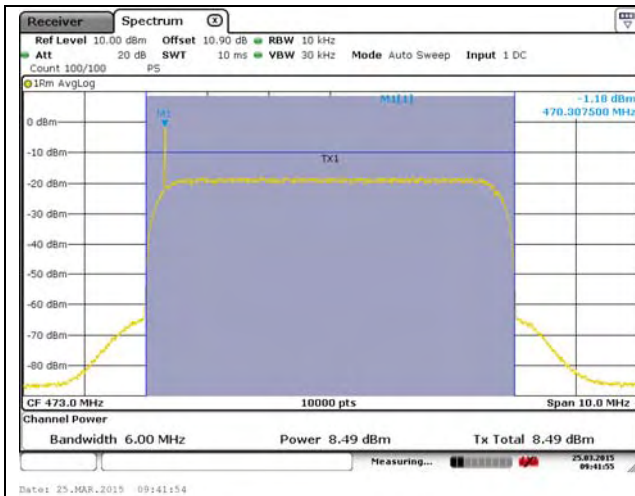 Receiver Spectrum X
Ref Level 10.00 dBm Offset 10.90 dB RBW 10 kHz
Att 20 dB SWT 10 ms VBW 30 kHz Mode Auto Sweep Input 1 DC
Count 100/100 PS
1Rm AvgLog
M1[1] -1.18 dBm
470.307500 MHz
M1
0 dBm
-10 dBm
TX1
-20 dBm
-30 dBm
-40 dBm
-50 dBm
-60 dBm
-70 dBm
-80 dBm
CF 473.0 MHz 10000 pts Span 10.0 MHz
Channel Power
Bandwidth 6.00 MHz Power 8.49 dBm Tx Total 8.49 dBm
Measuring... 25.03.2015
09:41:55
Date: 25.MAR.2015 09:41:54